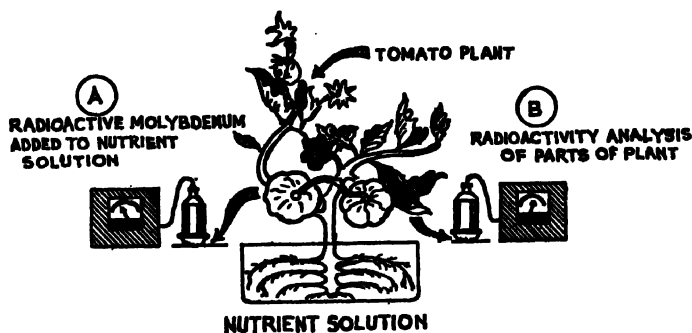 TOMATO PLANT
A
RADIOACTIVE MOLYBDENUM
ADDED TO NUTRIENT
SOLUTION
B
RADIOACTIVITY ANALYSIS
OF PARTS OF PLANT
NUTRIENT SOLUTION